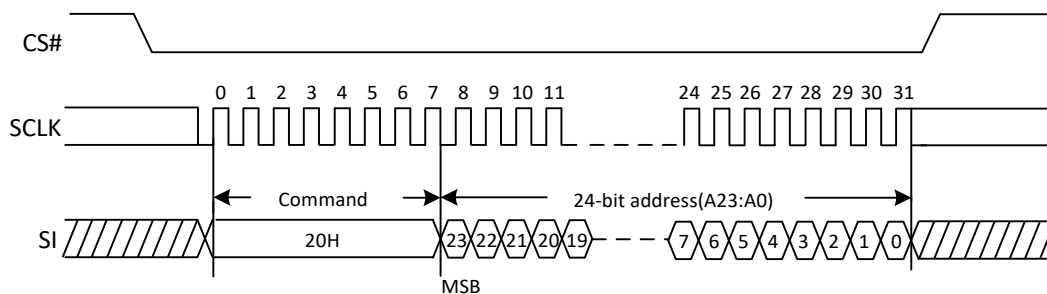 CS#
0 1 2 3 4 5 6 7 8 9 10 11 24 25 26 27 28 29 30 31
SCLK
Command 24-bit address(A23:A0)
SI 20H 23 22 21 20 19 7 6 5 4 3 2 1 0
MSB